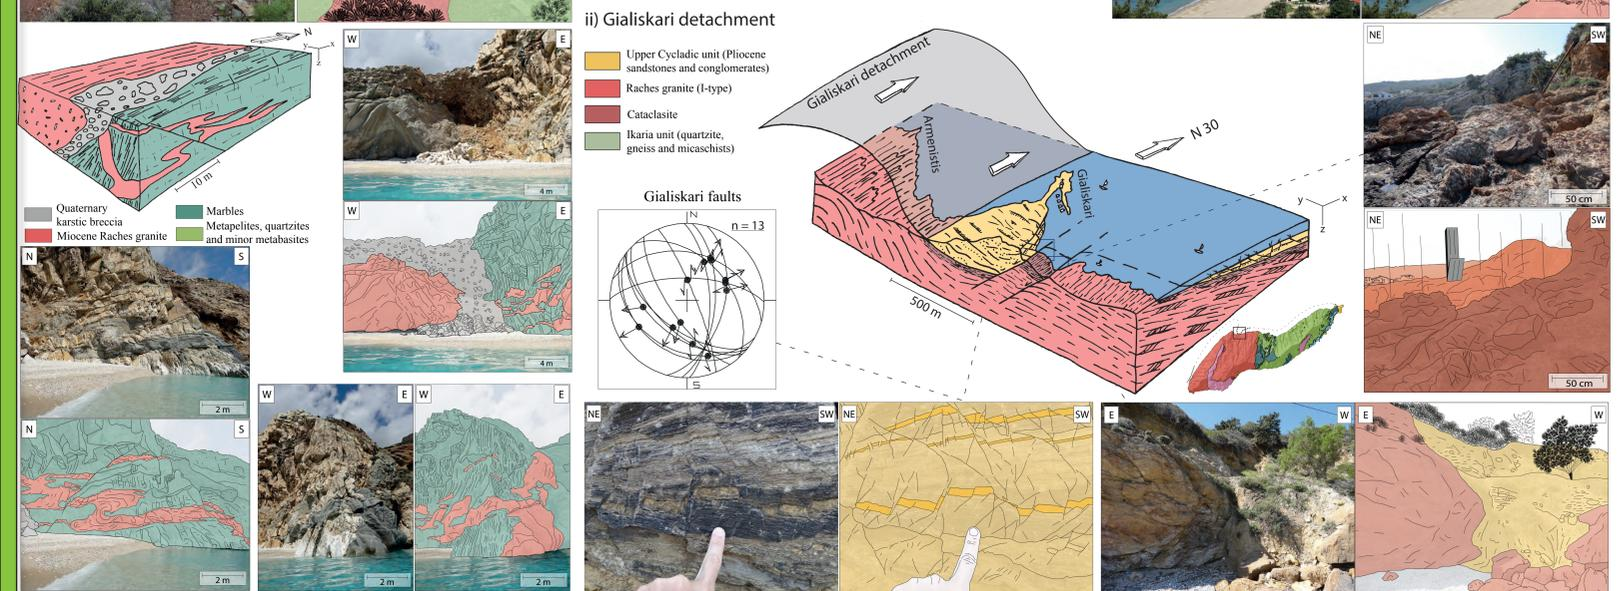 N
y
x
z
10 m
Quaternary
karstic breccia
Miocene Raches granite
Marbles
Metapelites, quartzites
and minor metabasites
W
E
4 m
W
E
4 m
N
S
2 m
N
S
2 m
W
E
2 m
W
E
2 m
ii) Gialiskari detachment
Upper Cycladic unit (Pliocene
sandstones and conglomerates)
Raches granite (I-type)
Cataclasite
Ikaria unit (quartzite,
gneiss and micaschists)
Gialiskari faults
N
n = 13
S
Gialiskari detachment
Armenistis
Gialiskari
N 30
y
x
z
500 m
NE
SW
50 cm
NE
SW
50 cm
NE
SW
NE
SW
E
W
E
W